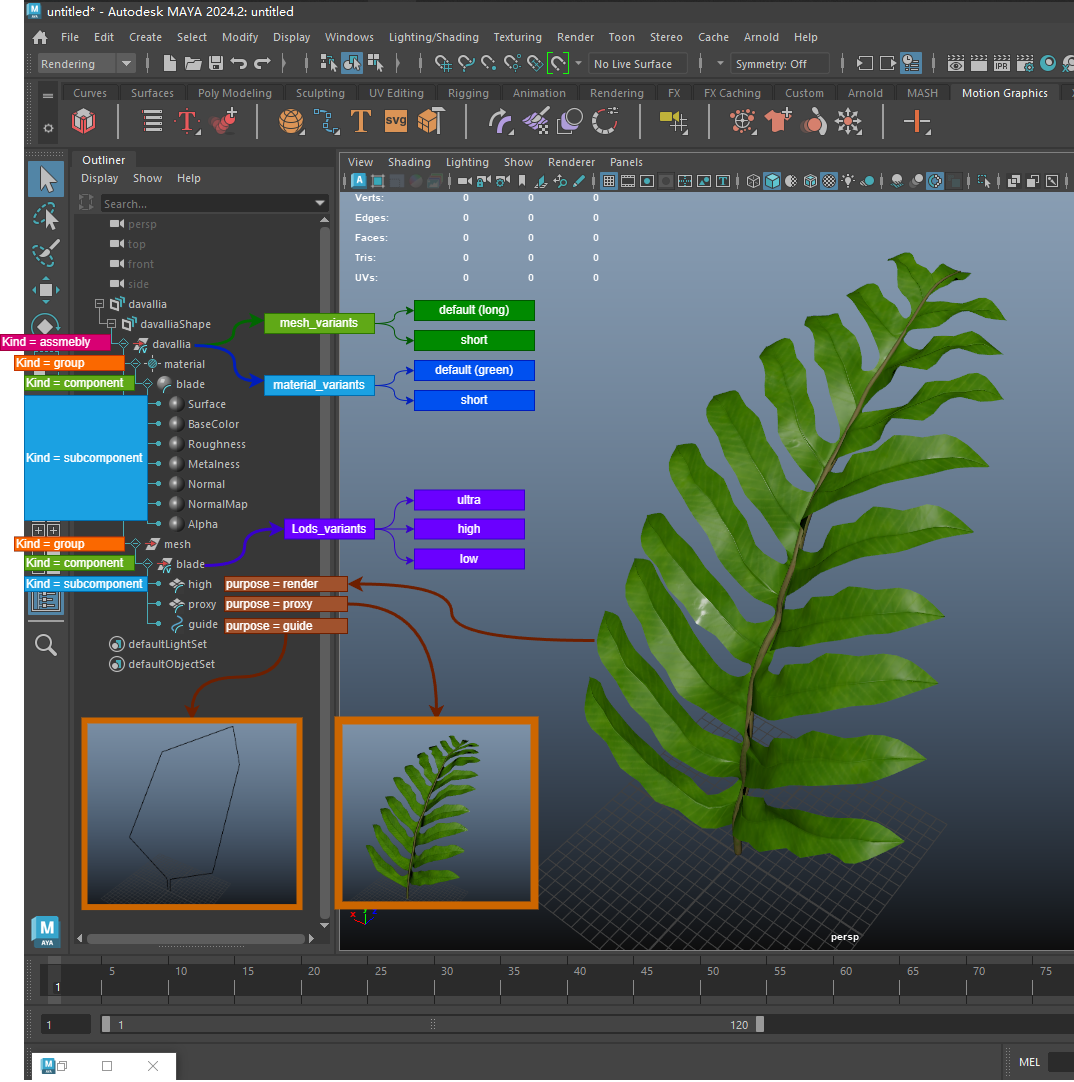 untitled* - Autodesk MAYA 2024.2: untitled
File Edit Create Select Modify Display Windows Lighting/Shading Texturing Render Toon Stereo Cache Arnold Help
Rendering No Live Surface Symmetry: Off
IPR
Curves Surfaces Poly Modeling Sculpting UV Editing Rigging Animation Rendering FX FX Caching Custom Arnold MASH Motion Graphics
T T SVG
Outliner
Display Show Help
Search...
View Shading Lighting Show Renderer Panels
Verts: 0 0 0
Edges: 0 0 0
Faces: 0 0 0
Tris: 0 0 0
UVs: 0 0 0
persp
top
front
side
davallia
davalliaShape
davallia
material
blade
Surface
BaseColor
Roughness
Metalness
Normal
NormalMap
Alpha
mesh
blade
high
proxy
guide
defaultLightSet
defaultObjectSet
Kind = assmebly
Kind = group
Kind = component
Kind = subcomponent
Kind = group
Kind = component
Kind = subcomponent
mesh_variants
default (long)
short
material_variants
default (green)
short
Lods_variants
ultra
high
low
purpose = render
purpose = proxy
purpose = guide
x y
persp
M
AYA
5 10 15 20 25 30 35 40 45 50 55 60 65 70 75
1
1 1 120
MEL
M
AYA